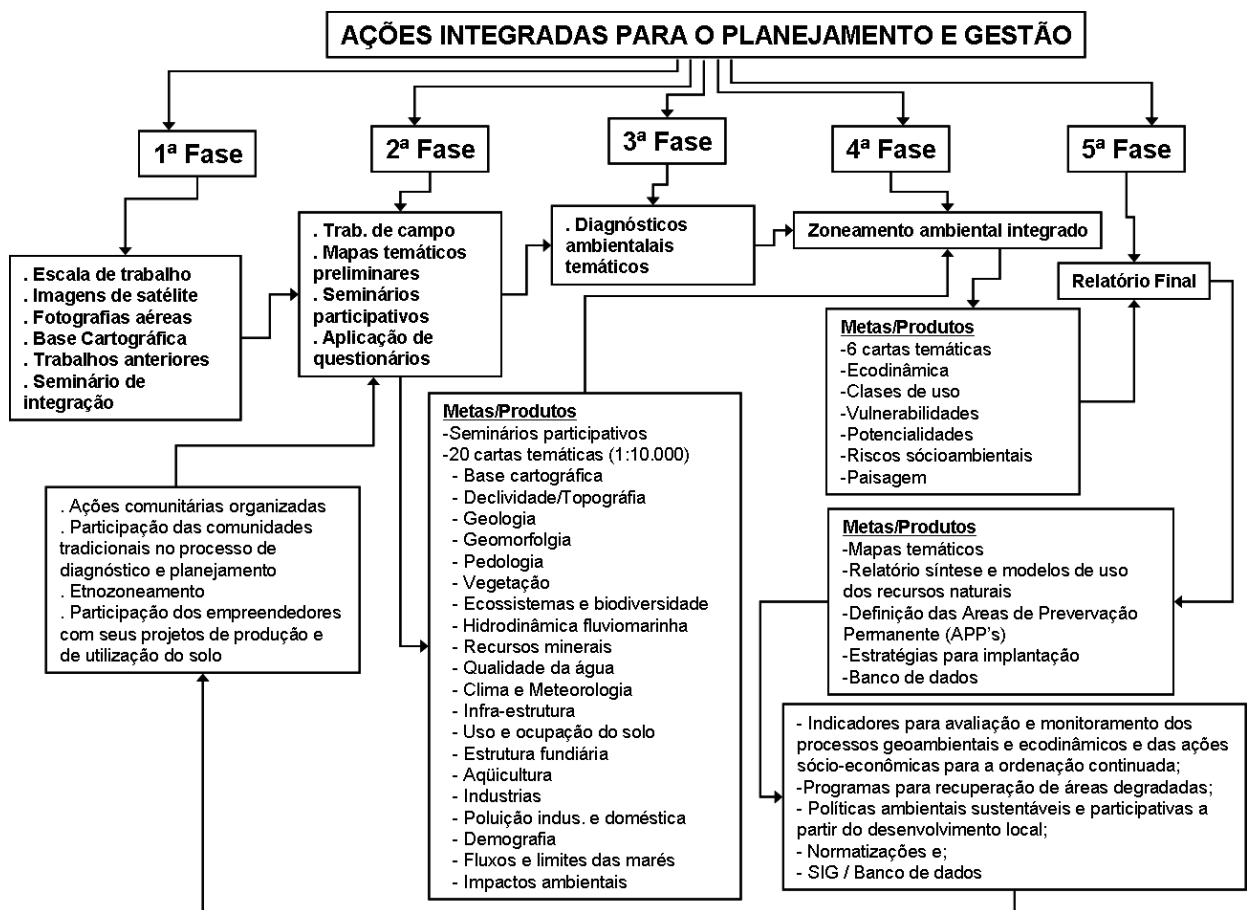 AÇÕES INTEGRADAS PARA O PLANEJAMENTO E GESTÃO
1ª Fase
2ª Fase
3ª Fase
4ª Fase
5ª Fase
. Escala de trabalho
. Imagens de satélite
. Fotografias aéreas
. Base Cartográfica
. Trabalhos anteriores
. Seminário de
integração
. Trab. de campo
. Mapas temáticos
preliminares
. Seminários
participativos
. Aplicação de
questionários
. Diagnósticos
ambientalais
temáticos
Zoneamento ambiental integrado
Relatório Final
Metas/Produtos
-6 cartas temáticas
-Ecodinâmica
-Clases de uso
-Vulnerabilidades
-Potencialidades
-Riscos sócioambientais
-Paisagem
. Ações comunitárias organizadas
. Participação das comunidades
tradicionais no processo de
diagnóstico e planejamento
. Etnozoneamento
. Participação dos empreendedores
com seus projetos de produção e
de utilização do solo
Metas/Produtos
-Seminários participativos
-20 cartas temáticas (1:10.000)
- Base cartográfica
- Declividade/Topográfia
- Geologia
- Geomorfolgia
- Pedologia
- Vegetação
- Ecossistemas e biodiversidade
- Hidrodinâmica fluviomarinha
- Recursos minerais
- Qualidade da água
- Clima e Meteorologia
- Infra-estrutura
- Uso e ocupação do solo
- Estrutura fundiária
- Aqüicultura
- Industrias
- Poluição indus. e doméstica
- Demografia
- Fluxos e limites das marés
- Impactos ambientais
Metas/Produtos
-Mapas temáticos
-Relatório síntese e modelos de uso
dos recursos naturais
-Definição das Areas de Prevervação
Permanente (APP's)
-Estratégias para implantação
-Banco de dados
- Indicadores para avaliação e monitoramento dos
processos geoambientais e ecodinâmicos e das ações
sócio-econômicas para a ordenação continuada;
-Programas para recuperação de áreas degradadas;
- Políticas ambientais sustentáveis e participativas a
partir do desenvolvimento local;
- Normatizações e;
- SIG / Banco de dados